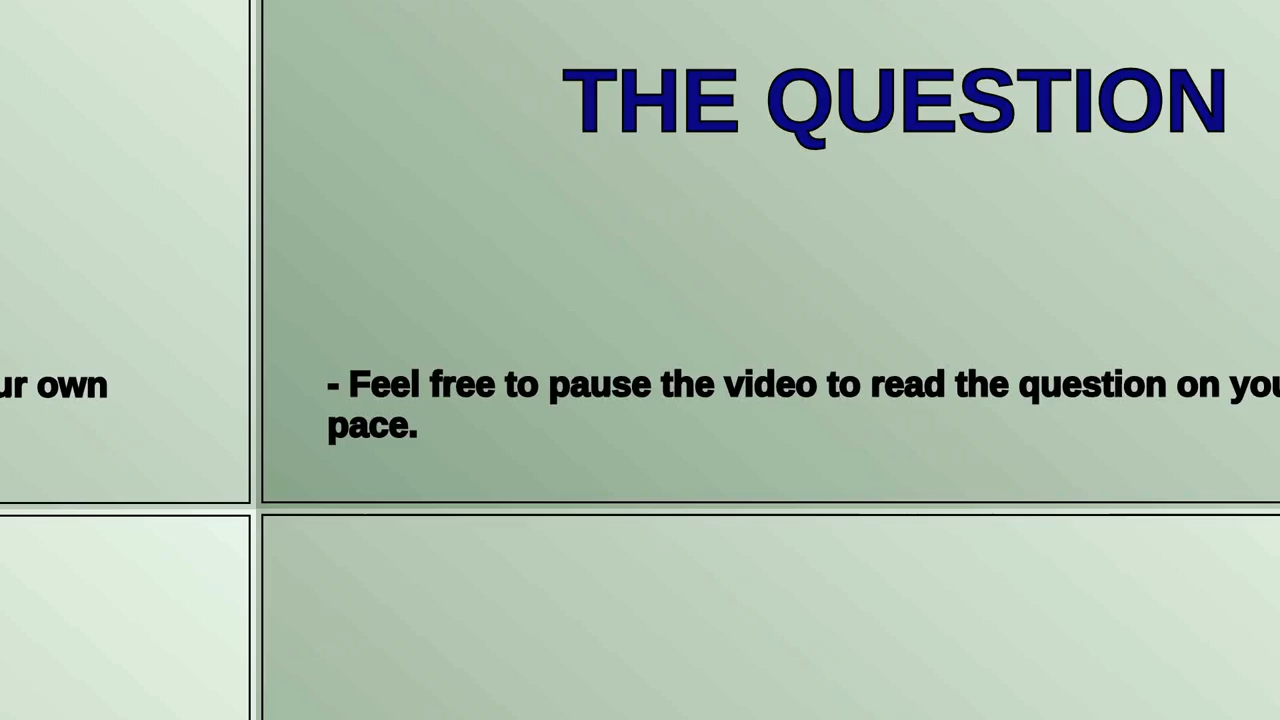 THE QUESTION
ur own
- Feel free to pause the video to read the question on you
pace.